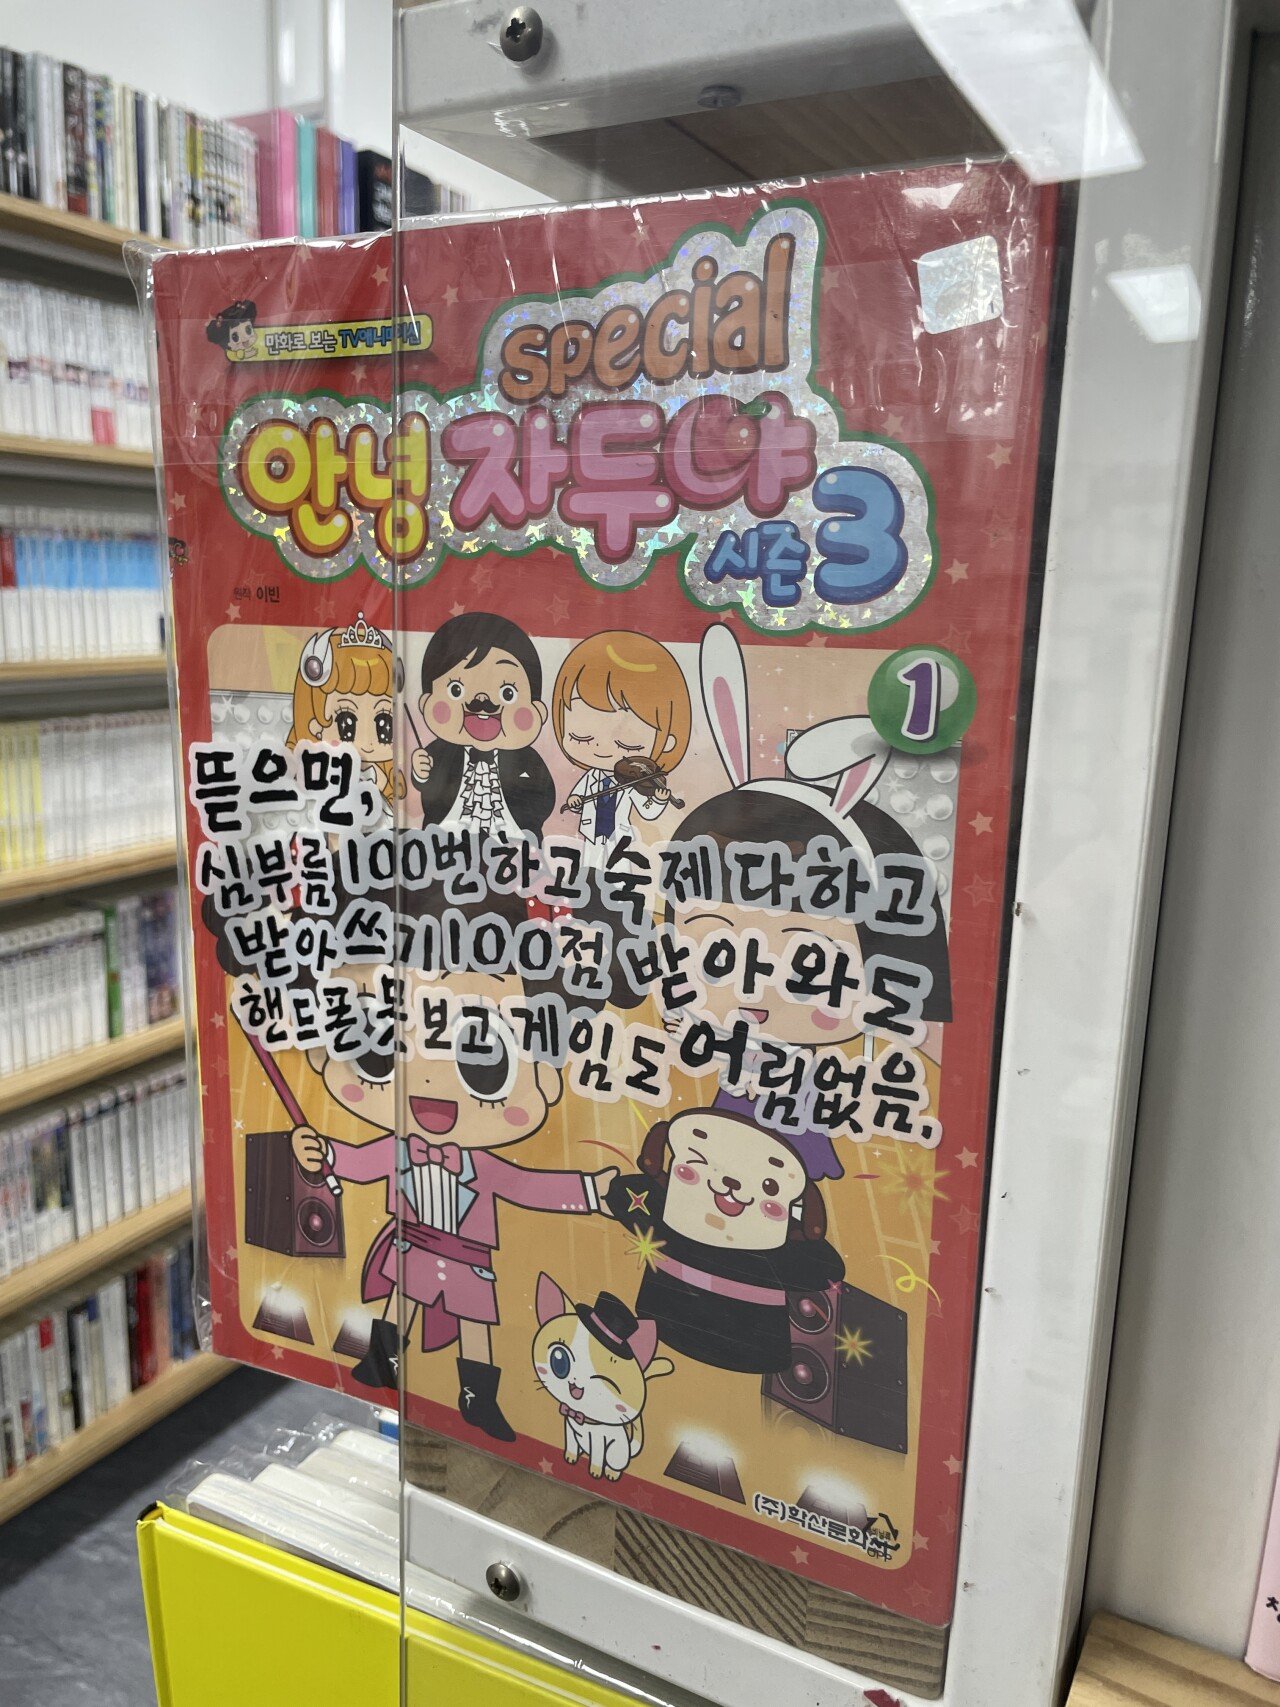 만화로 보는 TV애니메이션
special
안녕 자두야
시즌3
원작 이빈
1
뜯으면,
심부름 100번하고 숙제 다하고
받아쓰기 100점 받아와도
핸드폰 못보고 게임도 어림없음.
(주)학산문화사